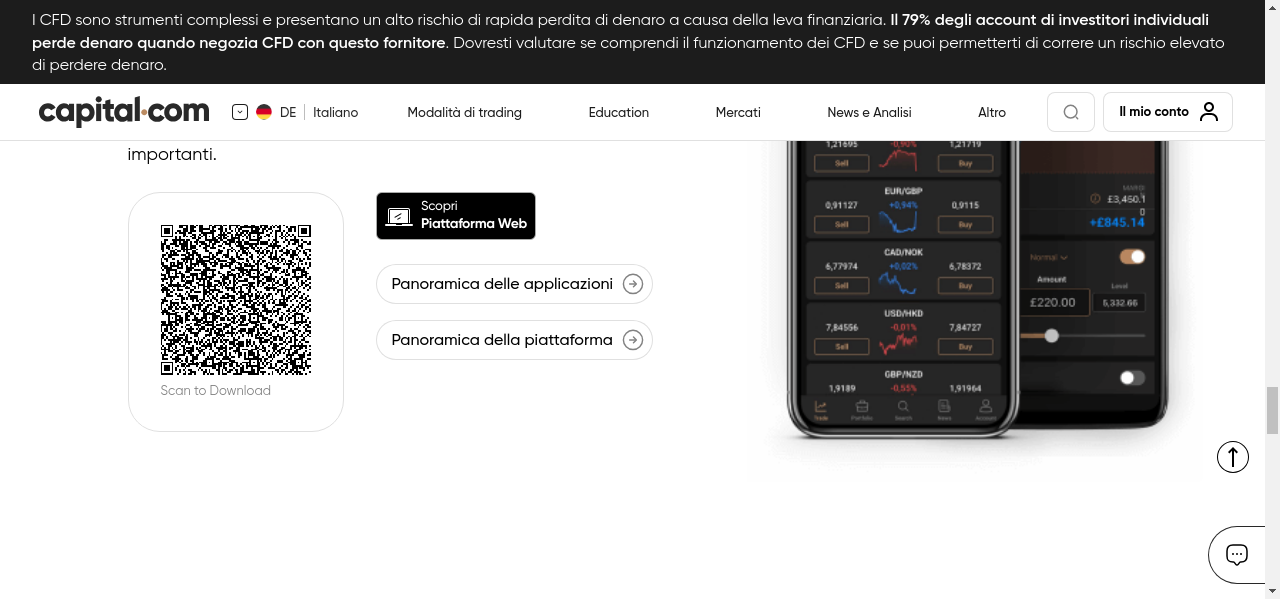 I CFD sono strumenti complessi e presentano un alto rischio di rapida perdita di denaro a causa della leva finanziaria. Il 79% degli account di investitori individuali
perde denaro quando negozia CFD con questo fornitore. Dovresti valutare se comprendi il funzionamento dei CFD e se puoi permetterti di correre un rischio elevato
di perdere denaro.
capital.com DE Italiano Modalità di trading Education Mercati News e Analisi Altro Il mio conto
importanti.
Scopri
Piattaforma Web
Panoramica delle applicazioni
Panoramica della piattaforma
Scan to Download
1,21695 -0,90% 1,21719
Sell Buy
EUR/GBP
0,91127 +0,94% 0,9115
Sell Buy
CAD/NOK
6,77974 +0,02% 6,78372
Sell Buy
USD/HKD
7,84556 -0,01% 7,84727
Sell Buy
GBP/NZD
1,9189 -0,55% 1,91964
Trade Portfolio Search News Account
£3,450.1
0
+£845.14
Normal
Amount Level
£220.00 5,332.66